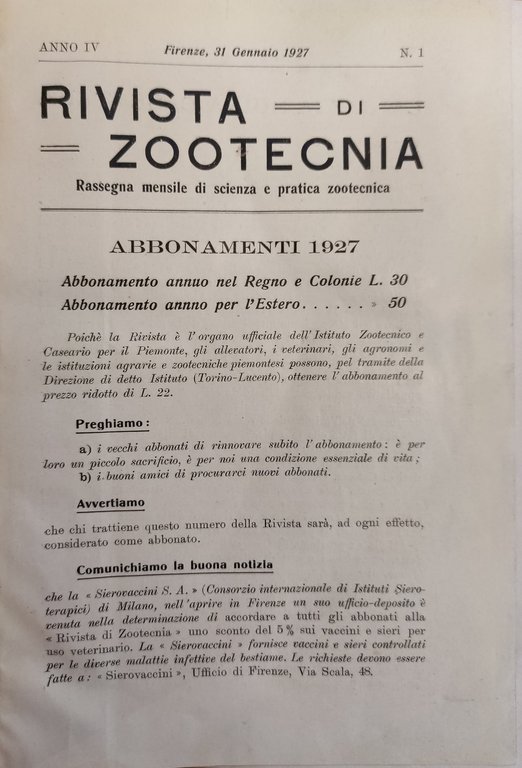 ANNO IV Firenze, 31 Gennaio 1927 N. 1
RIVISTA DI
ZOOTECNIA
Rassegna mensile di scienza e pratica zootecnica
ABBONAMENTI 1927
Abbonamento annuo nel Regno e Colonie L. 30
Abbonamento annno per l'Estero . . . . . . » 50
Poichè la Rivista è l'organo ufficiale dell'Istituto Zootecnico e
Caseario per il Piemonte, gli allevatori, i veterinari, gli agronomi e
le istituzioni agrarie e zootecniche piemontesi possono, pel tramite della
Direzione di detto Istituto (Torino-Lucento), ottenere l'abbonamento al
prezzo ridotto di L. 22.
Preghiamo :
a) i vecchi abbonati di rinnovare subito l'abbonamento : è per
loro un piccolo sacrificio, è per noi una condizione essenziale di vita ;
b) i buoni amici di procurarci nuovi abbonati.
Avvertiamo
che chi trattiene questo numero della Rivista sarà, ad ogni effetto,
considerato come abbonato.
Comunichiamo la buona notizia
che la « Sierovaccini S. A. » (Consorzio internazionale di Istituti Siero-
terapici) di Milano, nell'aprire in Firenze un suo ufficio-deposito è
venuta nella determinazione di accordare a tutti gli abbonati alla
« Rivista di Zootecnia » uno sconto del 5 % sui vaccini e sieri per
uso veterinario. La « Sierovaccini » fornisce vaccini e sieri controllati
per le diverse malattie infettive del bestiame. Le richieste devono essere
fatte a : « Sierovaccini », Ufficio di Firenze, Via Scala, 48.